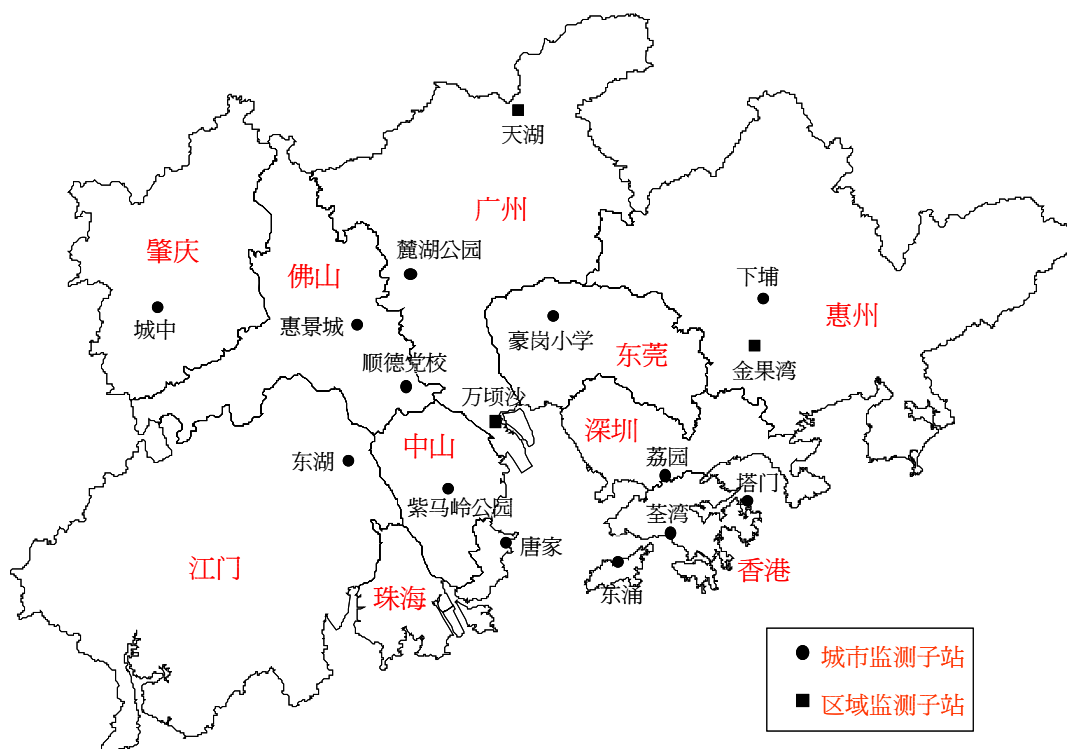 天湖
广州
肇庆
麓湖公园
佛山
下埔
惠州
城中
惠景城
豪岗小学
东莞
金果湾
顺德党校
万顷沙
深圳
中山
东湖
荔园
塔门
紫马岭公园
荃湾
唐家
江门
香港
珠海
东涌
城市监测子站
区域监测子站